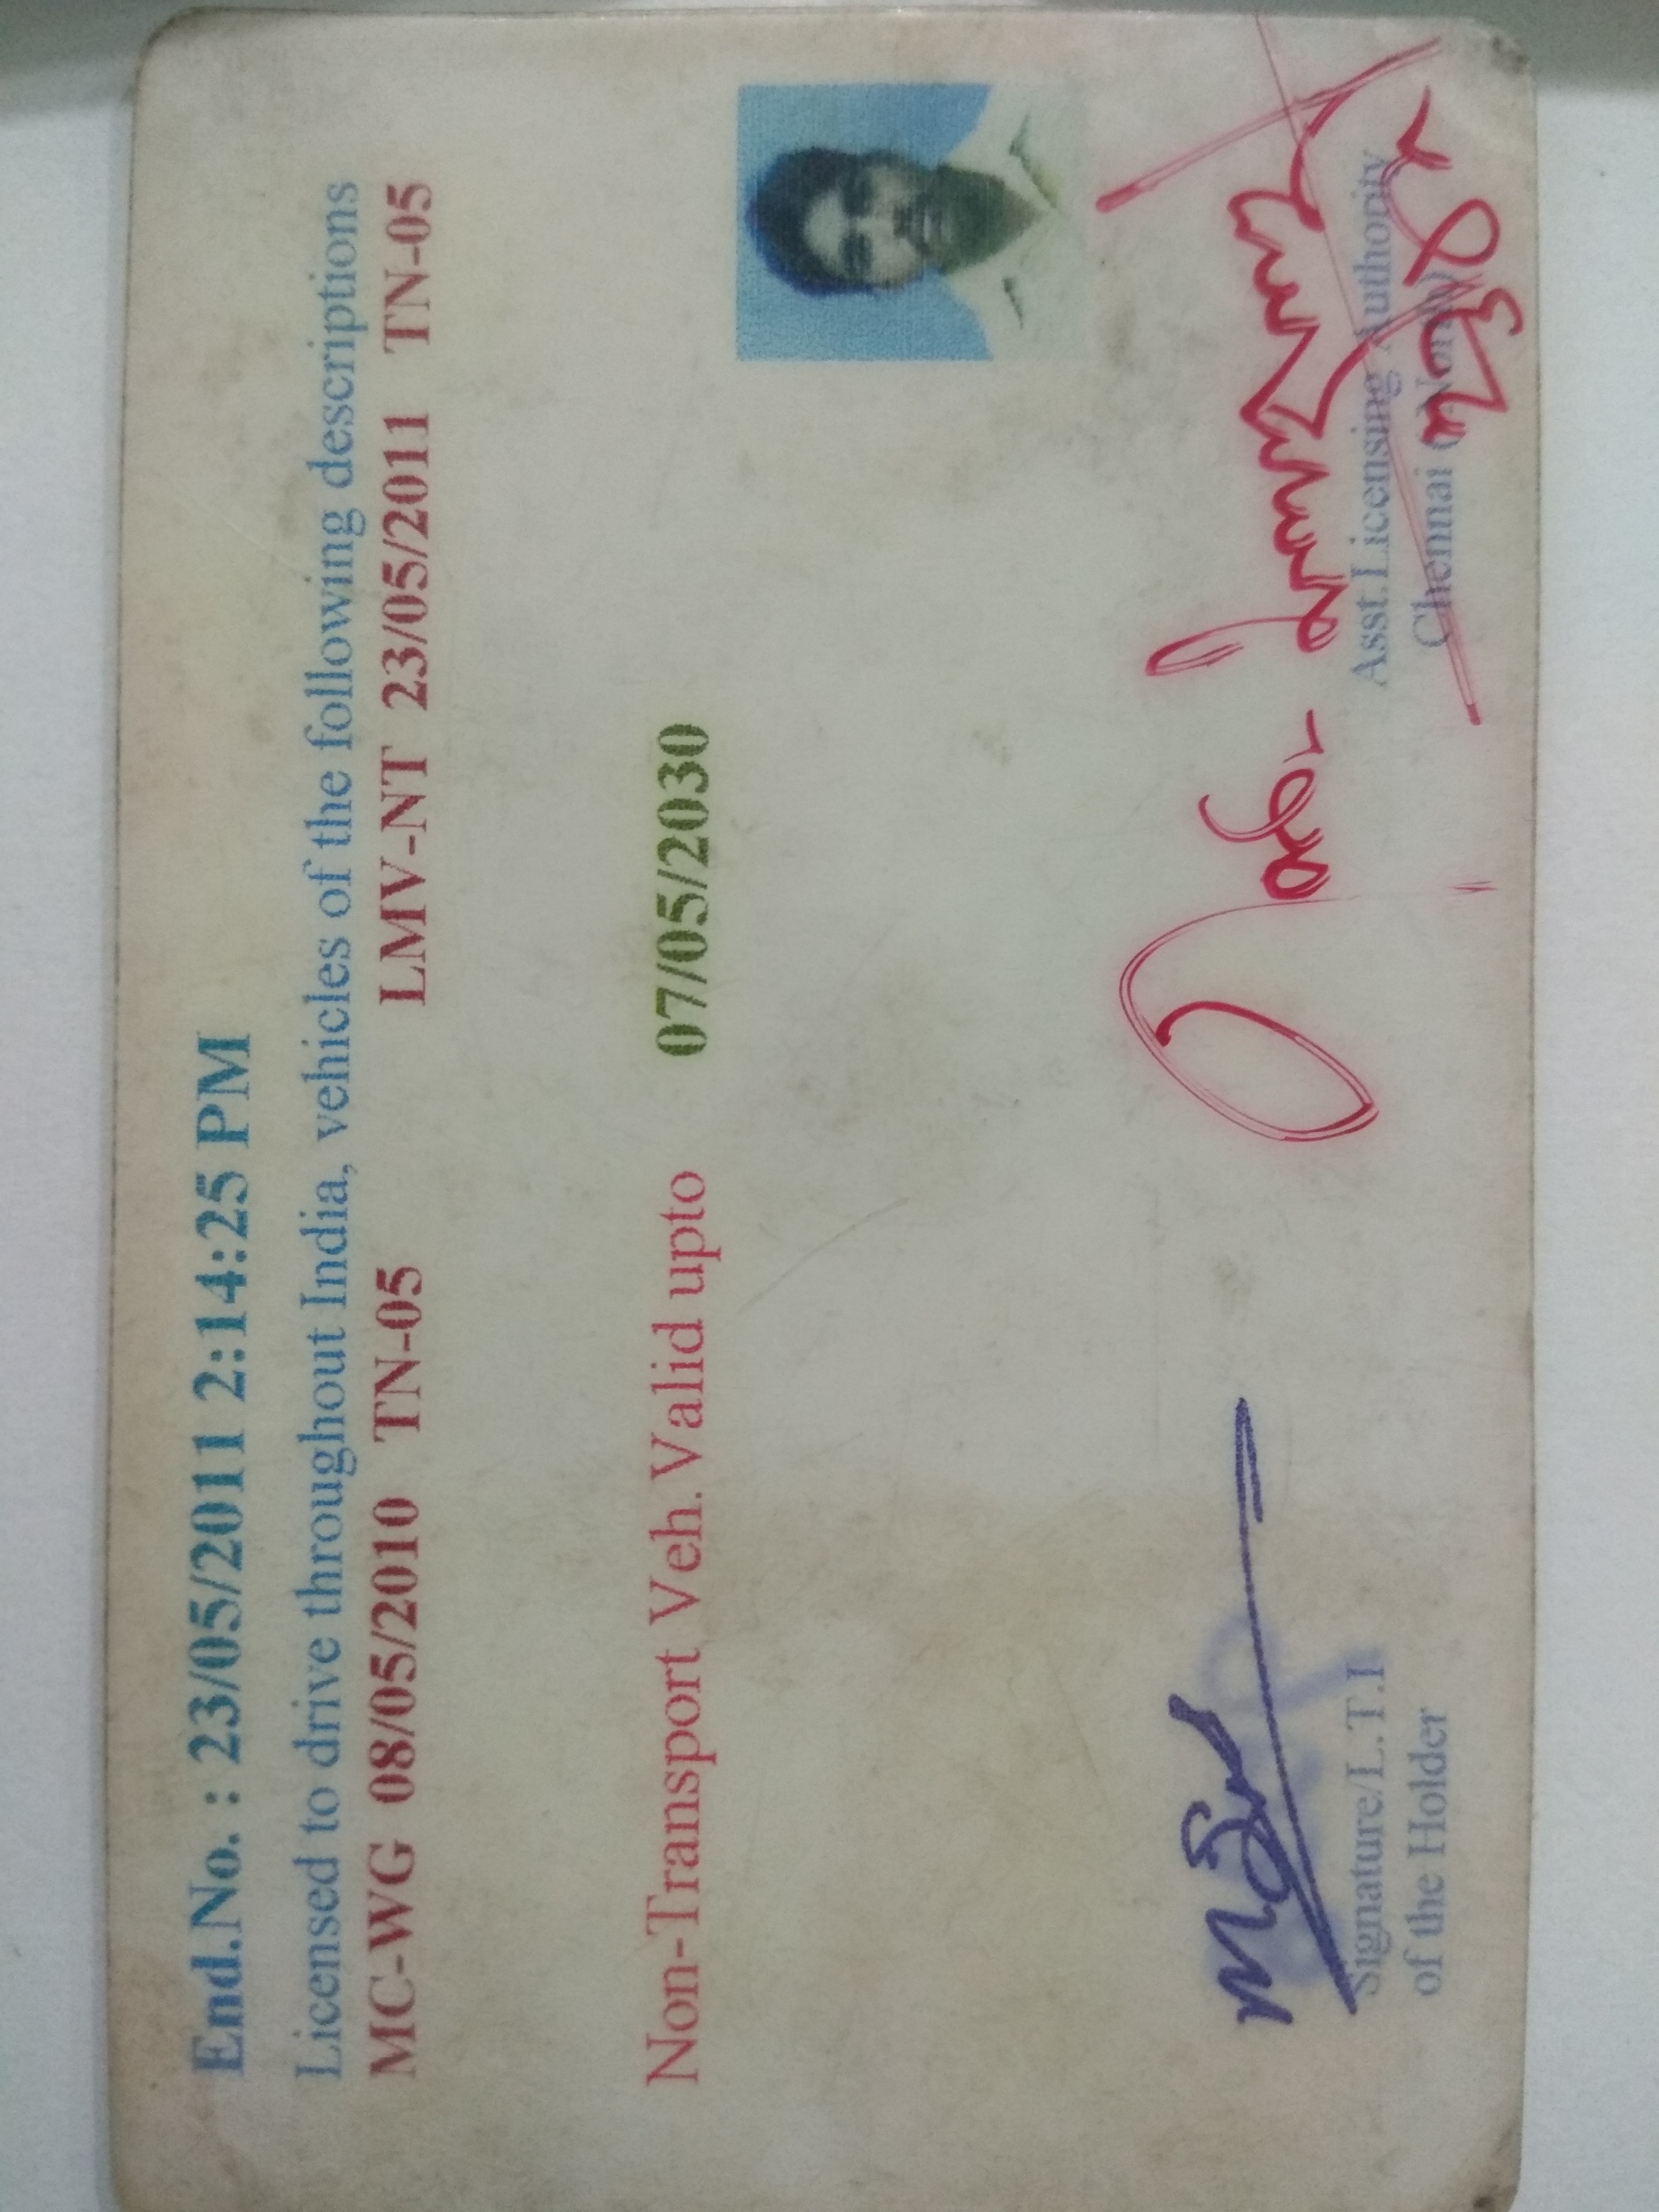 End.No. : 23/05/2011 2:14:25 PM
Licensed to drive throughout India, vehicles of the following descriptions
MC-WG 08/05/2010 TN-05 LMV-NT 23/05/2011 TN-05
Non-Transport Veh. Valid upto 07/05/2030
Signature/L.T.I
of the Holder
Asst.Licensing Authority
Chennai (North)